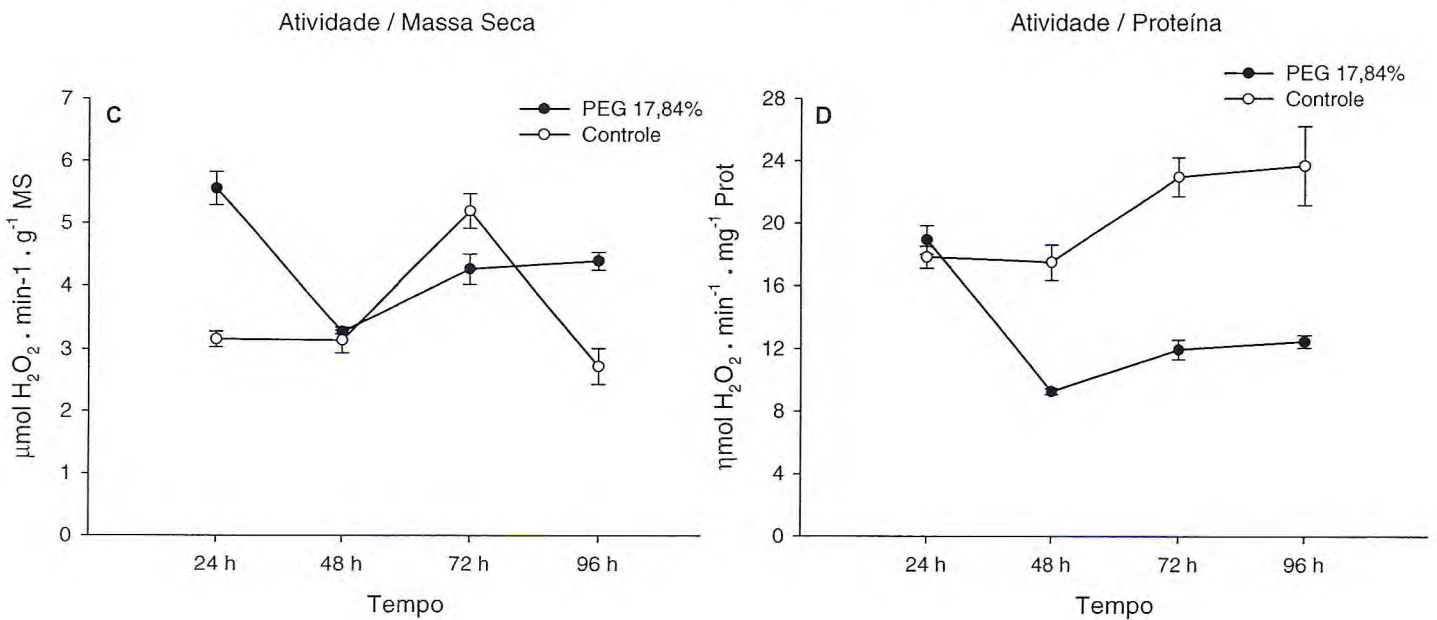 Atividade / Massa Seca
C
PEG 17,84%
Controle
7
6
5
4
3
2
1
0
µmol H₂O₂ . min-1 . g⁻¹ MS
24 h 48 h 72 h 96 h
Tempo
Atividade / Proteína
D
PEG 17,84%
Controle
28
24
20
16
12
8
4
0
ηmol H₂O₂ . min⁻¹ . mg⁻¹ Prot
24 h 48 h 72 h 96 h
Tempo